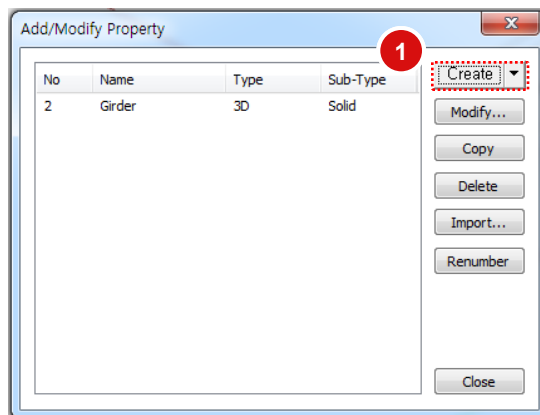 Add/Modify Property
1
No Name Type Sub-Type
2 Girder 3D Solid
Create
Modify...
Copy
Delete
Import...
Renumber
Close